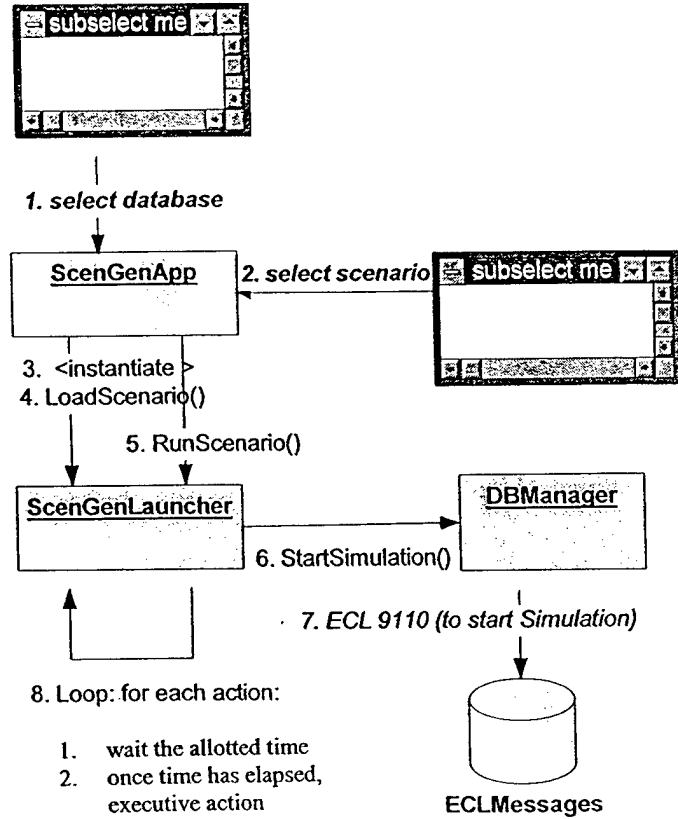 subselect me
1. select database
ScenGenApp
2. select scenario
subselect me
3. <instantiate >
4. LoadScenario()
5. RunScenario()
ScenGenLauncher
DBManager
6. StartSimulation()
7. ECL 9110 (to start Simulation)
8. Loop: for each action:
1. wait the allotted time
2. once time has elapsed,
executive action
ECLMessages